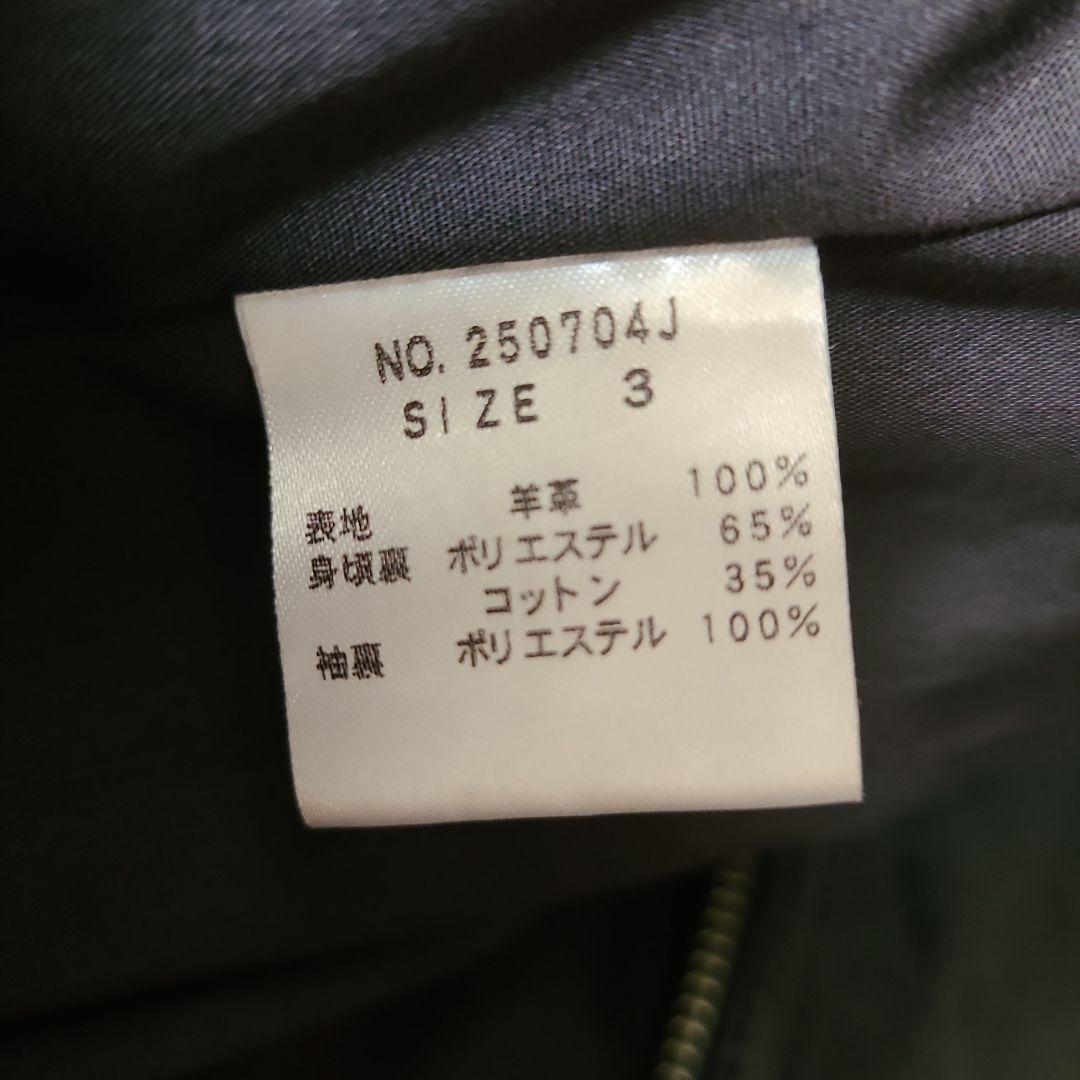 NO. 250704J
SIZE 3
表地 羊革 100%
身頃裏 ポリエステル 65%
コットン 35%
袖裏 ポリエステル 100%